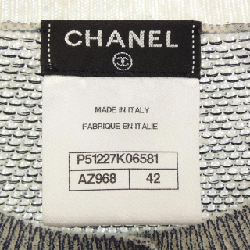 CHANEL
MADE IN ITALY
FABRIQUE EN ITALIE
P51227K06581
AZ968 42